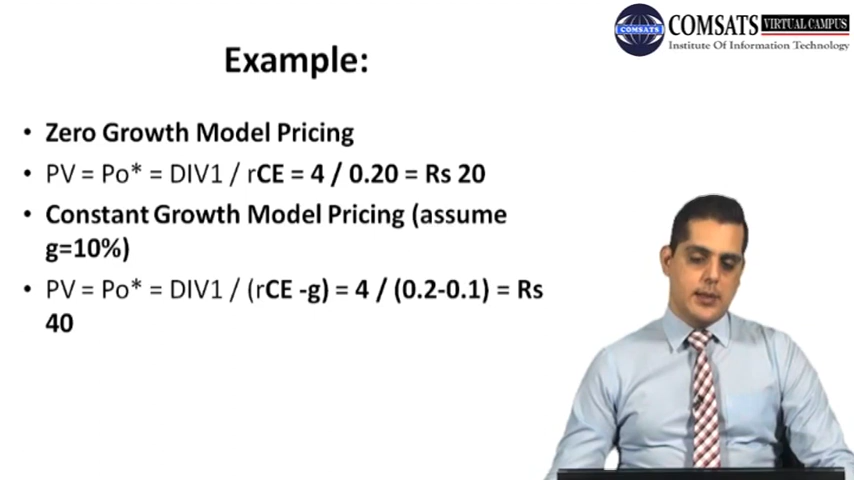 COMSATS
COMSATS VIRTUAL CAMPUS
Institute Of Information Technology
Example:
• Zero Growth Model Pricing
• PV = Po* = DIV1 / rCE = 4 / 0.20 = Rs 20
• Constant Growth Model Pricing (assume
g=10%)
• PV = Po* = DIV1 / (rCE -g) = 4 / (0.2-0.1) = Rs
40